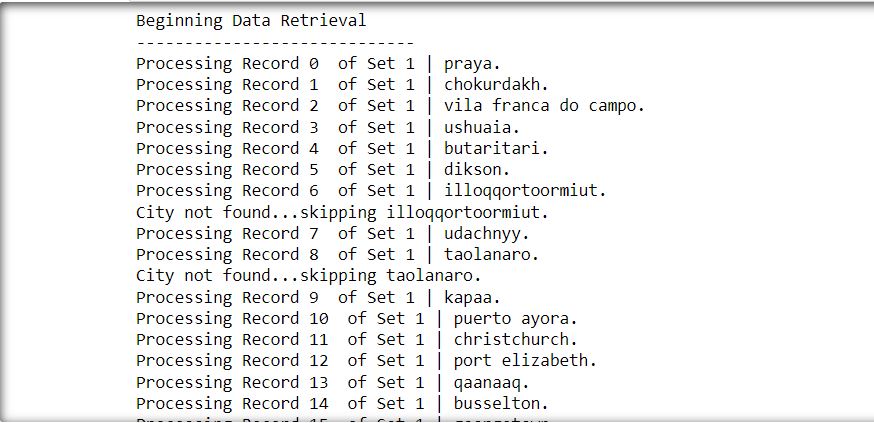 Beginning Data Retrieval
-----------------------------
Processing Record 0  of Set 1 | praya.
Processing Record 1  of Set 1 | chokurdakh.
Processing Record 2  of Set 1 | vila franca do campo.
Processing Record 3  of Set 1 | ushuaia.
Processing Record 4  of Set 1 | butaritari.
Processing Record 5  of Set 1 | dikson.
Processing Record 6  of Set 1 | illoqqortoormiut.
City not found...skipping illoqqortoormiut.
Processing Record 7  of Set 1 | udachnyy.
Processing Record 8  of Set 1 | taolanaro.
City not found...skipping taolanaro.
Processing Record 9  of Set 1 | kapaa.
Processing Record 10  of Set 1 | puerto ayora.
Processing Record 11  of Set 1 | christchurch.
Processing Record 12  of Set 1 | port elizabeth.
Processing Record 13  of Set 1 | qaanaaq.
Processing Record 14  of Set 1 | busselton.
Processing Record 15  of Set 1 |